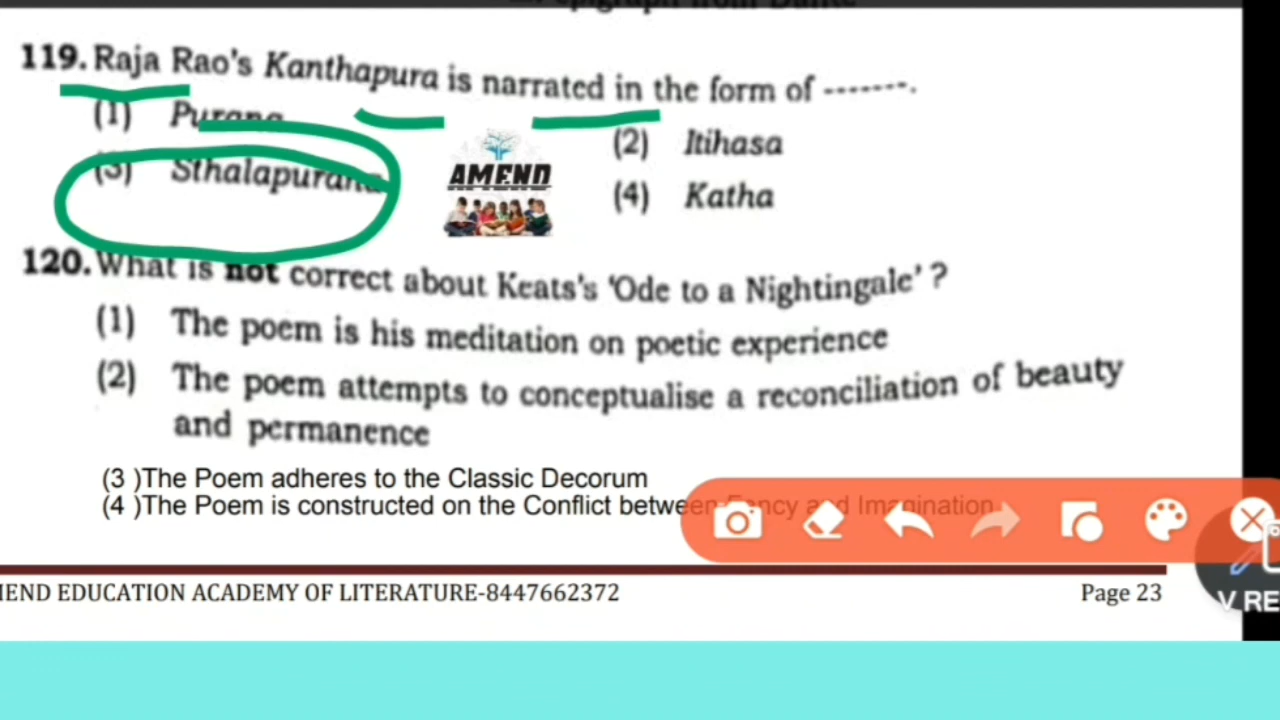 119. Raja Rao's Kanthapura is narrated in the form of -------.
(1) Purana
(2) Itihasa
(3) Sthalapurana
(4) Katha
AMEND
120. What is not correct about Keats's 'Ode to a Nightingale' ?
(1) The poem is his meditation on poetic experience
(2) The poem attempts to conceptualise a reconciliation of beauty
and permanence
(3 )The Poem adheres to the Classic Decorum
(4 )The Poem is constructed on the Conflict between Fancy and Imagination
MEND EDUCATION ACADEMY OF LITERATURE-8447662372
Page 23
V RE